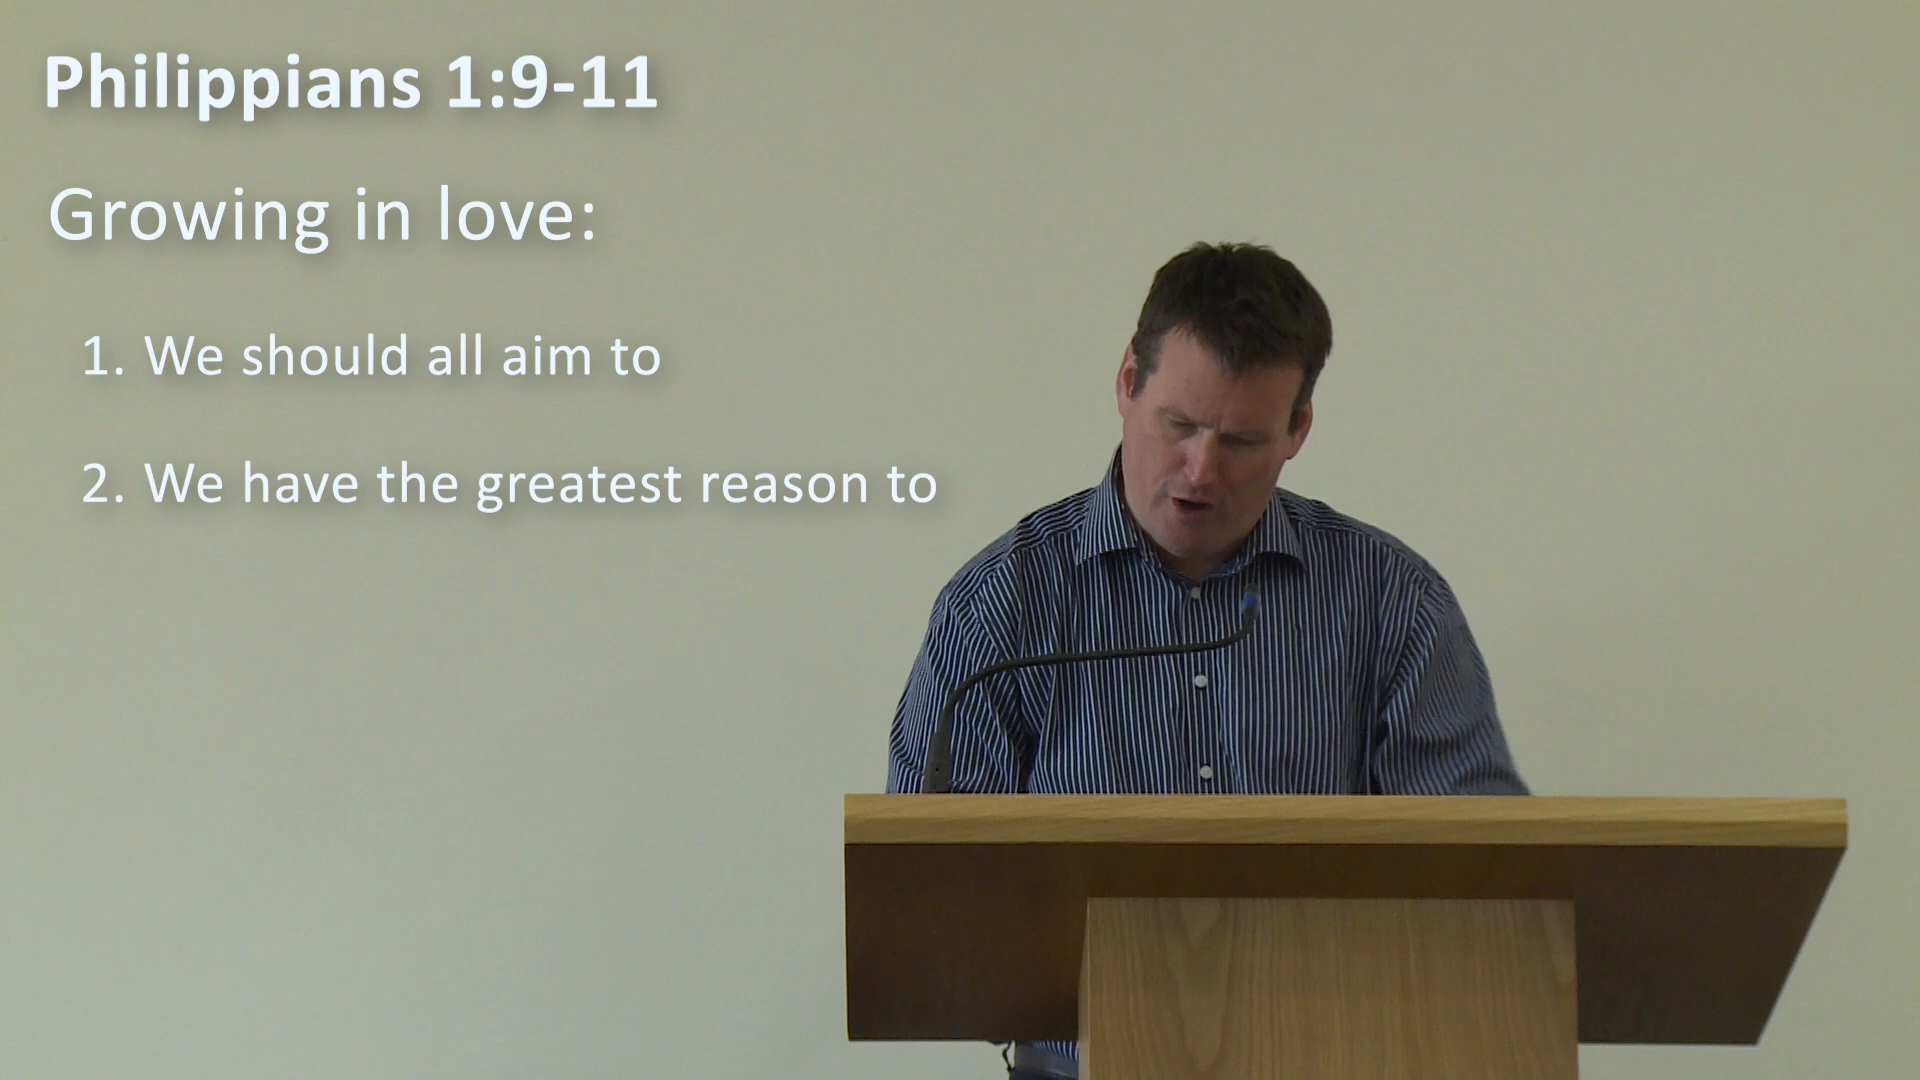 Philippians 1:9-11
Growing in love:
1. We should all aim to
2. We have the greatest reason to